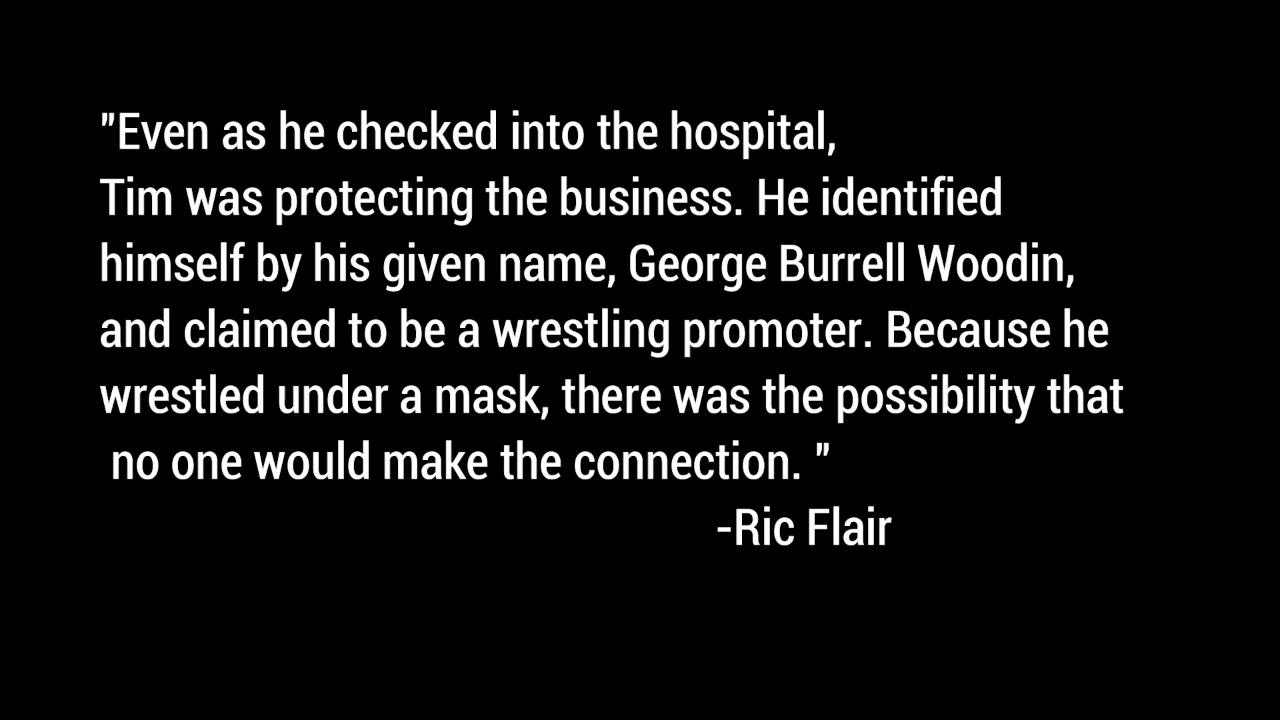 "Even as he checked into the hospital,
Tim was protecting the business. He identified
himself by his given name, George Burrell Woodin,
and claimed to be a wrestling promoter. Because he
wrestled under a mask, there was the possibility that
no one would make the connection. "
-Ric Flair